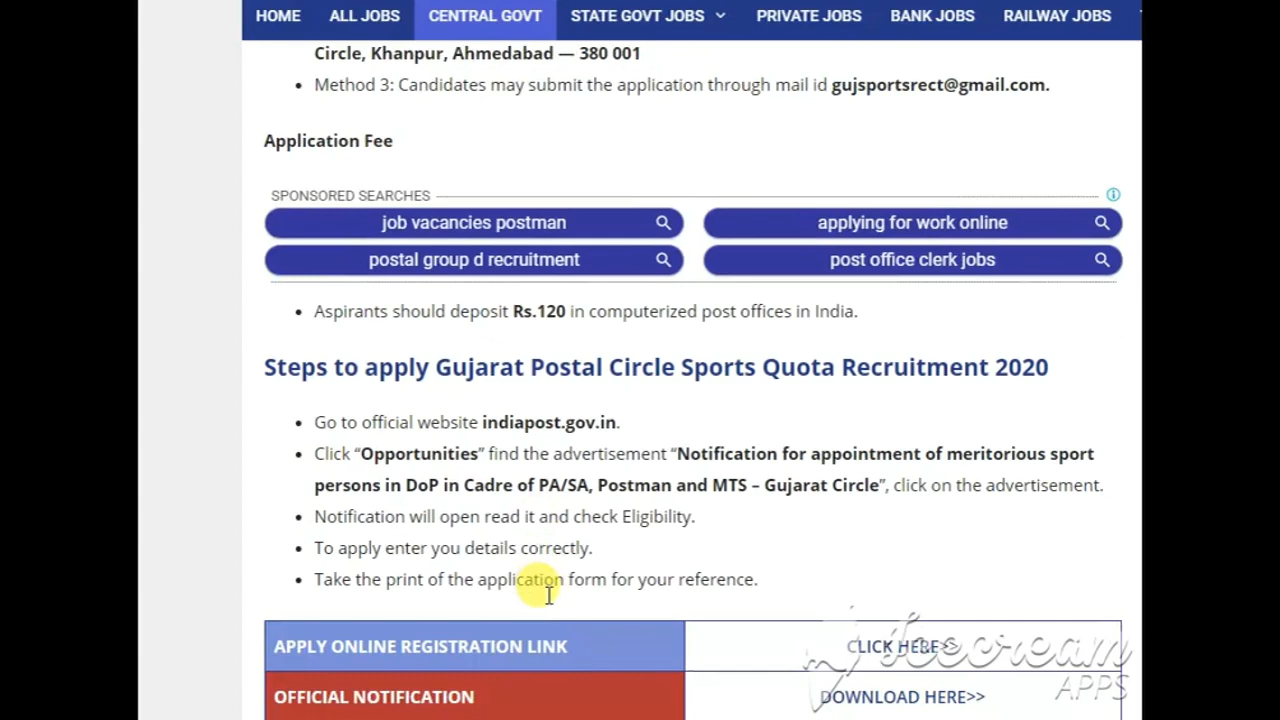 HOME ALL JOBS CENTRAL GOVT STATE GOVT JOBS PRIVATE JOBS BANK JOBS RAILWAY JOBS
Circle, Khanpur, Ahmedabad — 380 001
• Method 3: Candidates may submit the application through mail id gujsportsrect@gmail.com.
Application Fee
SPONSORED SEARCHES
job vacancies postman
applying for work online
postal group d recruitment
post office clerk jobs
• Aspirants should deposit Rs.120 in computerized post offices in India.
Steps to apply Gujarat Postal Circle Sports Quota Recruitment 2020
• Go to official website indiapost.gov.in.
• Click “Opportunities” find the advertisement “Notification for appointment of meritorious sport
persons in DoP in Cadre of PA/SA, Postman and MTS – Gujarat Circle”, click on the advertisement.
• Notification will open read it and check Eligibility.
• To apply enter you details correctly.
• Take the print of the application form for your reference.
APPLY ONLINE REGISTRATION LINK CLICK HERE>>
Icecream
APPS
OFFICIAL NOTIFICATION DOWNLOAD HERE>>